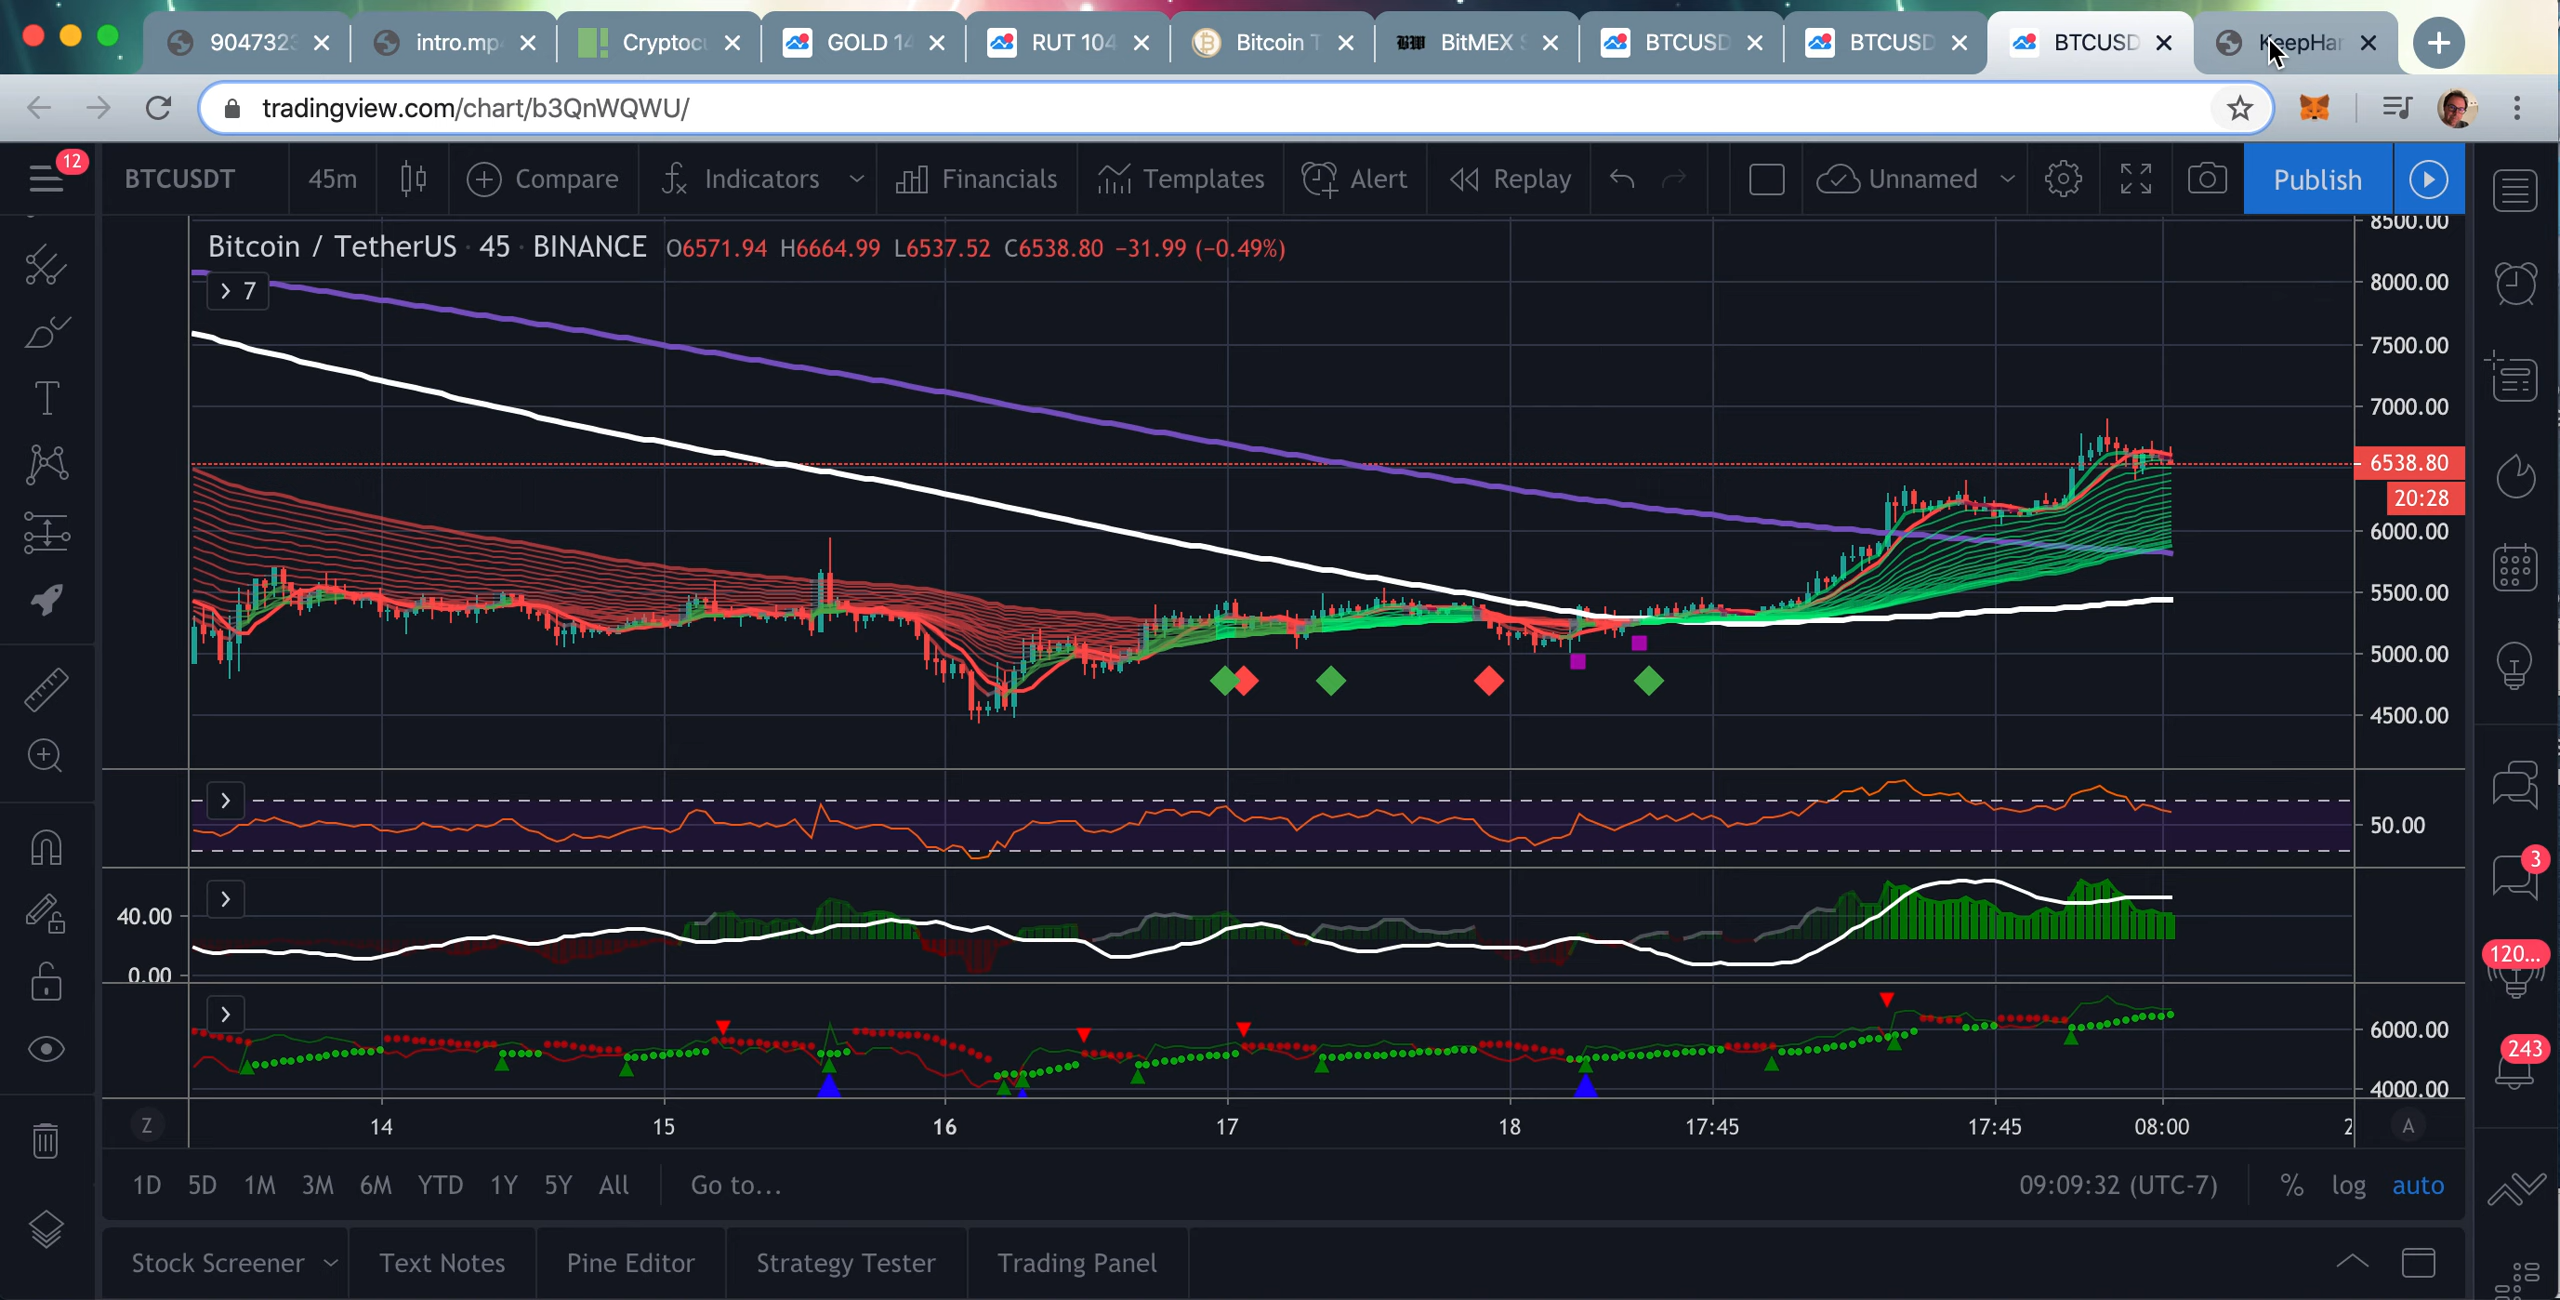 9047323 intro.mp Cryptoc GOLD 14 RUT 104 Bitcoin T BitMEX S BTCUSD BTCUSD BTCUSD KeepHar
tradingview.com/chart/b3QnWQWU/
12 BTCUSDT 45m Compare Indicators Financials Templates Alert Replay Unnamed Publish
Bitcoin / TetherUS · 45 · BINANCE O6571.94 H6664.99 L6537.52 C6538.80 −31.99 (−0.49%)
7
8500.00
8000.00
7500.00
7000.00
6538.80
20:28
6000.00
5500.00
5000.00
4500.00
50.00
3
40.00
0.00
120...
6000.00
243
4000.00
Z 14 15 16 17 18 17:45 17:45 08:00 2 A
1D 5D 1M 3M 6M YTD 1Y 5Y All Go to... 09:09:32 (UTC-7) % log auto
Stock Screener Text Notes Pine Editor Strategy Tester Trading Panel